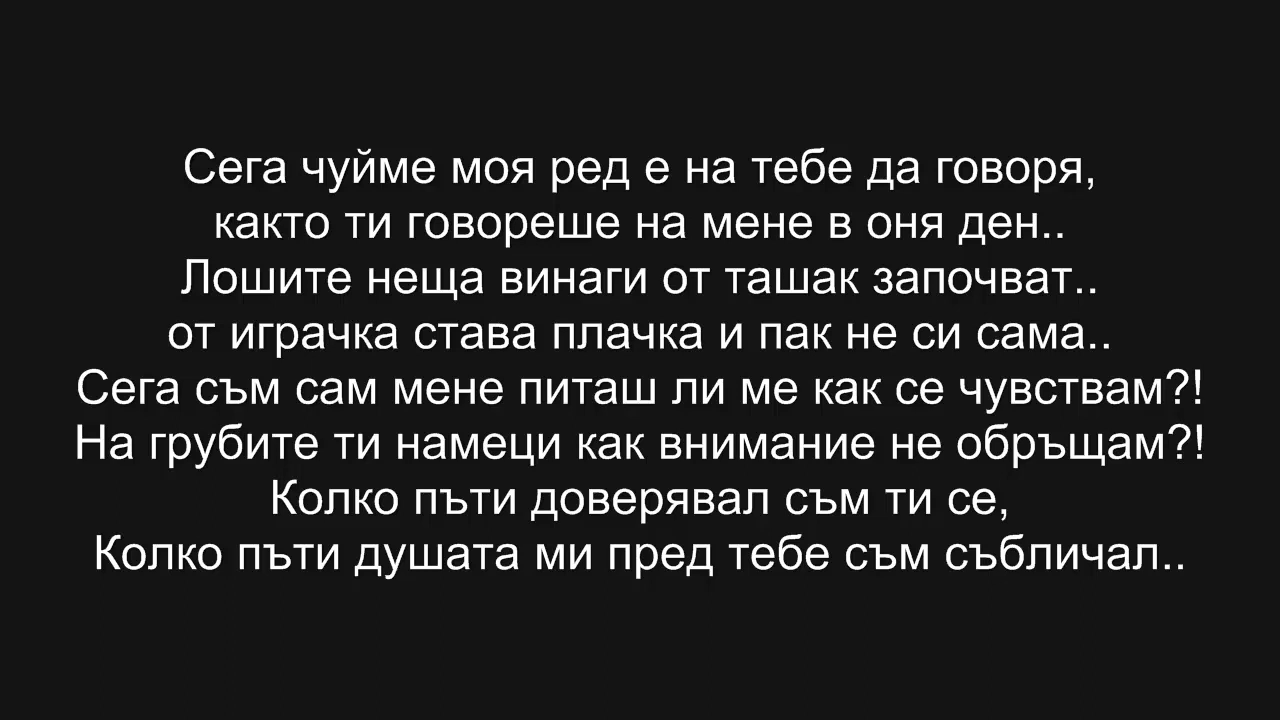 Сега чуйме моя ред е на тебе да говоря,
както ти говореше на мене в оня ден..
Лошите неща винаги от ташак започват..
от играчка става плачка и пак не си сама..
Сега съм сам мене питаш ли ме как се чувствам?!
На грубите ти намеци как внимание не обръщам?!
Колко пъти доверявал съм ти се,
Колко пъти душата ми пред тебе съм събличал..